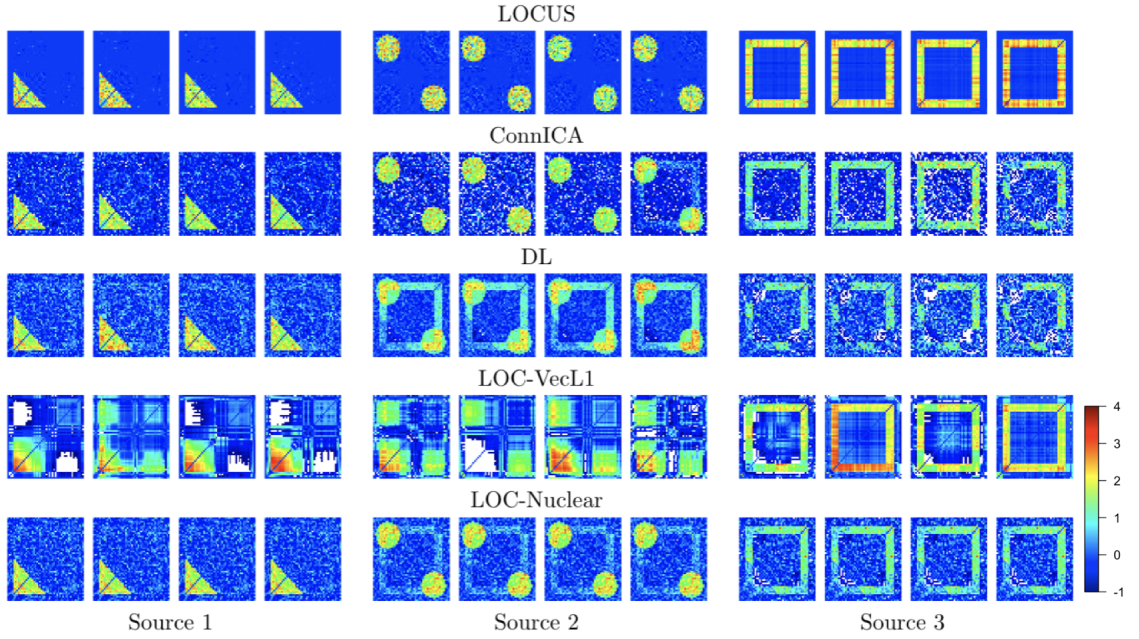 LOCUS
ConnICA
DL
LOC-VecL1
4
3
2
1
0
-1
LOC-Nuclear
Source 1
Source 2
Source 3